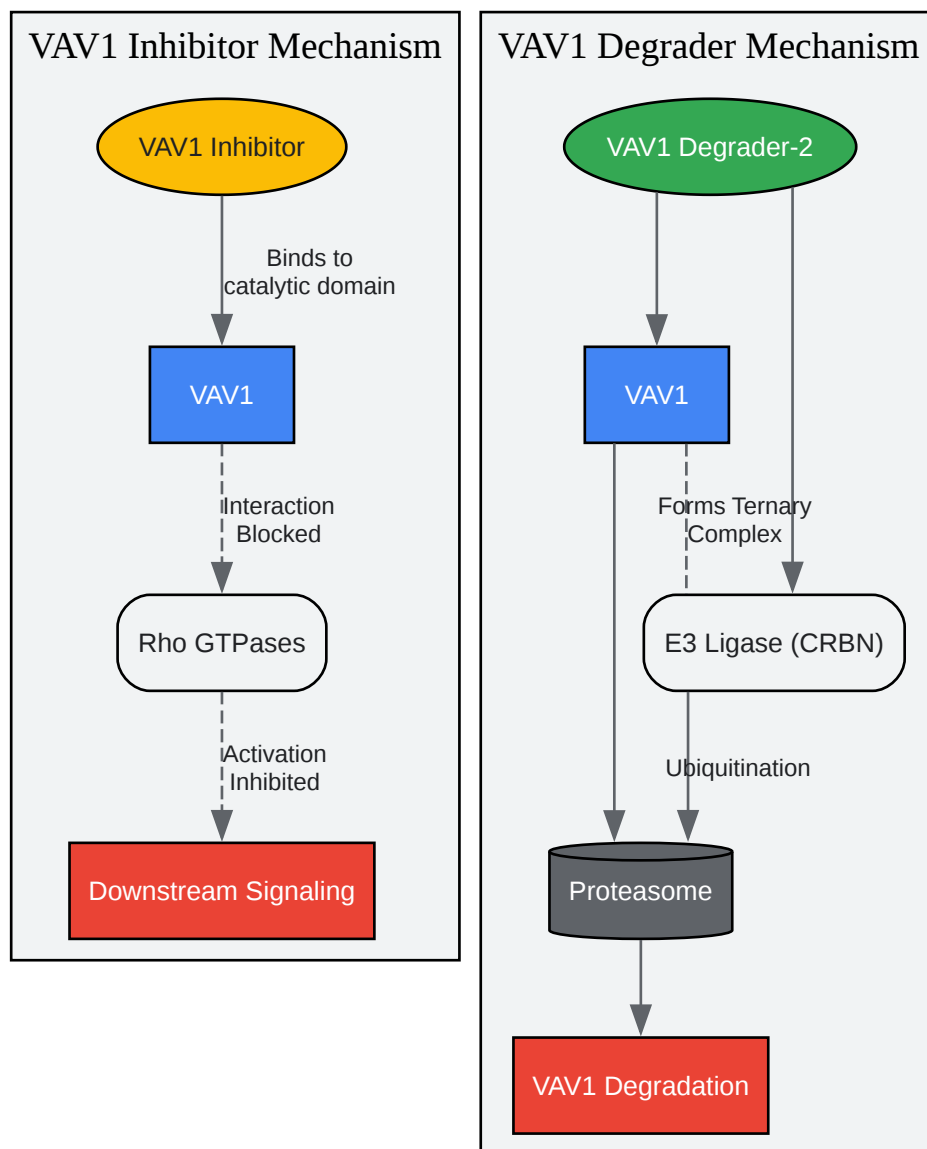 VAV1 Inhibitor Mechanism
VAV1 Inhibitor
Binds to
catalytic domain
VAV1
Interaction
Blocked
Rho GTPases
Activation
Inhibited
Downstream Signaling
VAV1 Degrader Mechanism
VAV1 Degrader-2
VAV1
Forms Ternary
Complex
E3 Ligase (CRBN)
Ubiquitination
Proteasome
VAV1 Degradation